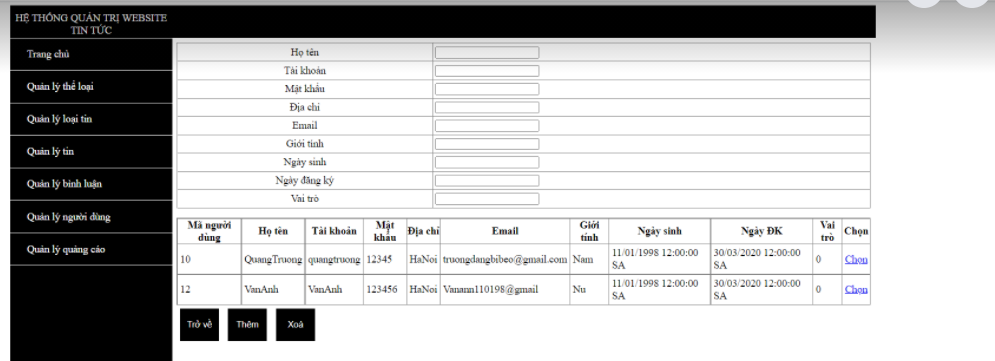 HỆ THỐNG QUẢN TRỊ WEBSITE
TIN TỨC
Trang chủ
Quản lý thể loại
Quản lý loại tin
Quản lý tin
Quản lý bình luận
Quản lý người dùng
Quản lý quảng cáo
Họ tên
Tài khoản
Mật khẩu
Địa chỉ
Email
Giới tính
Ngày sinh
Ngày đăng ký
Vai trò
Mã người dùng Họ tên Tài khoản Mật khẩu Địa chỉ Email Giới tính Ngày sinh Ngày ĐK Vai trò Chọn
10 QuangTruong quangtruong 12345 HaNoi truongdangbibeo@gmail.com Nam 11/01/1998 12:00:00 SA 30/03/2020 12:00:00 SA 0 Chọn
12 VanAnh VanAnh 123456 HaNoi Vanann110198@gmail Nu 11/01/1998 12:00:00 SA 30/03/2020 12:00:00 SA 0 Chọn
Trở về Thêm Xoá